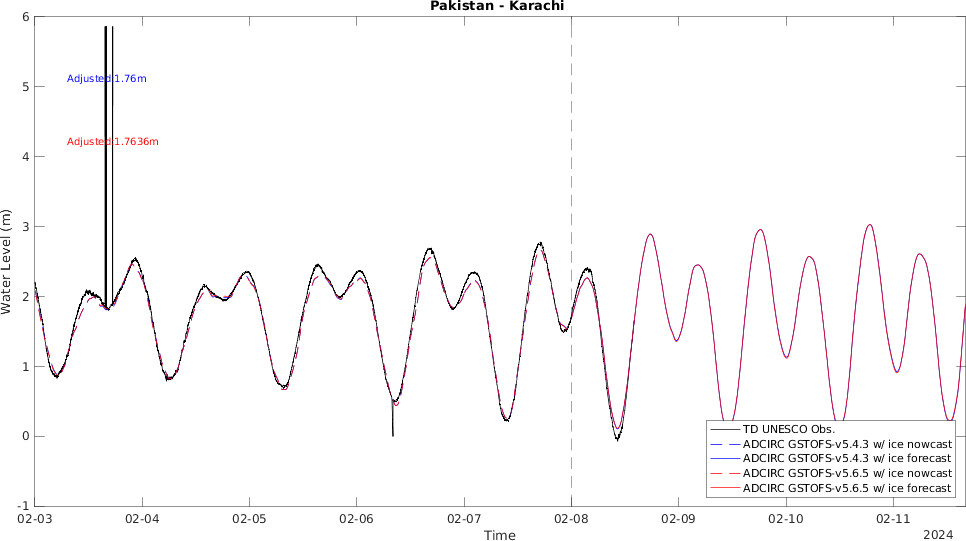 Pakistan - Karachi
6
5
4
3
2
1
0
-1
Water Level (m)
Adjusted 1.76m
Adjusted 1.7636m
TD UNESCO Obs.
ADCIRC GSTOFS-v5.4.3 w/ ice nowcast
ADCIRC GSTOFS-v5.4.3 w/ ice forecast
ADCIRC GSTOFS-v5.6.5 w/ ice nowcast
ADCIRC GSTOFS-v5.6.5 w/ ice forecast
02-03 02-04 02-05 02-06 02-07 02-08 02-09 02-10 02-11
Time
2024